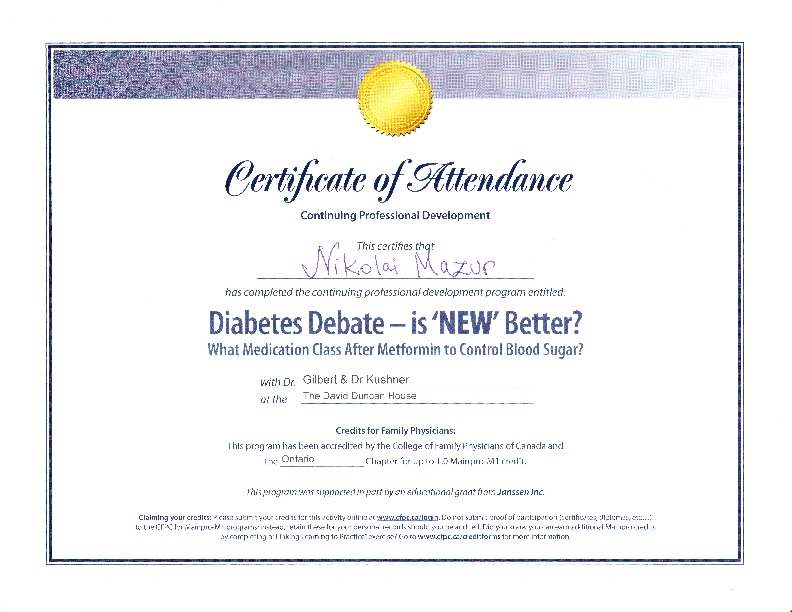 Certificate of Attendance
Continuing Professional Development
This certifies that
Nikolai Mazur
has completed the continuing professional development program entitled:
Diabetes Debate – is ‘NEW’ Better?
What Medication Class After Metformin to Control Blood Sugar?
with Dr. Gilbert & Dr Kushner
at the The David Duncan House
Credits for Family Physicians:
This program has been accredited by the College of Family Physicians of Canada and
the Ontario Chapter for up to 1.0 Mainpro-M1 credit.
This program was supported in part by an educational grant from Janssen Inc.
Claiming your credits: Please submit your credits for this activity online at www.cfpc.ca/login. Do not submit proof of participation (certificates, diplomas, etc....)
to the CFPC for Mainpro-M1 programs; instead, retain these for your personal records should you be audited. Did you know you can earn additional Mainpro credits
by completing a "Linking Learning to Practice" exercise? Go to www.cfpc.ca/creditforms for more information.